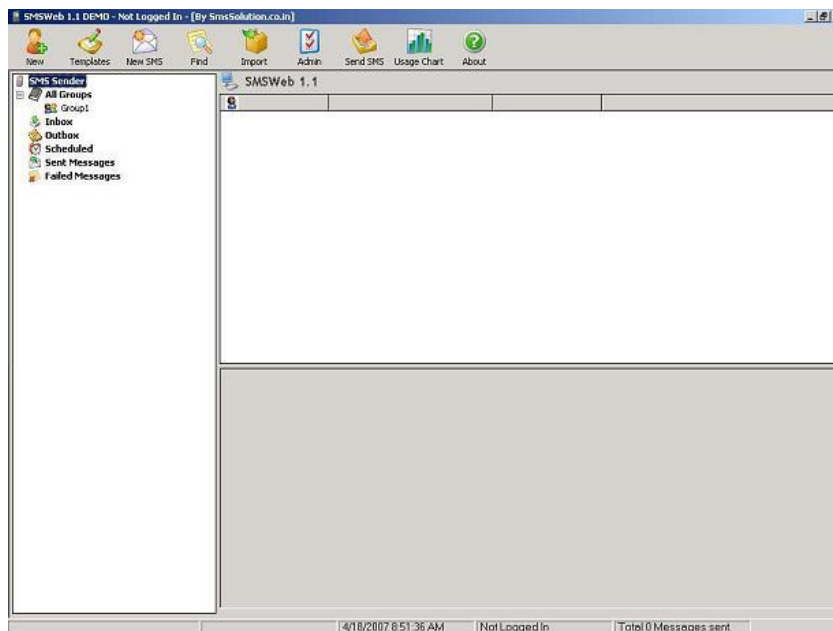 SMSWeb 1.1 DEMO - Not Logged In - [By SmsSolution.co.in]
New Templates New SMS Find Import Admin Send SMS Usage Chart About
SMS Sender
All Groups
Group1
Inbox
Outbox
Scheduled
Sent Messages
Failed Messages
SMSWeb 1.1
4/18/2007 8:51:36 AM Not Logged In Total 0 Messages sent